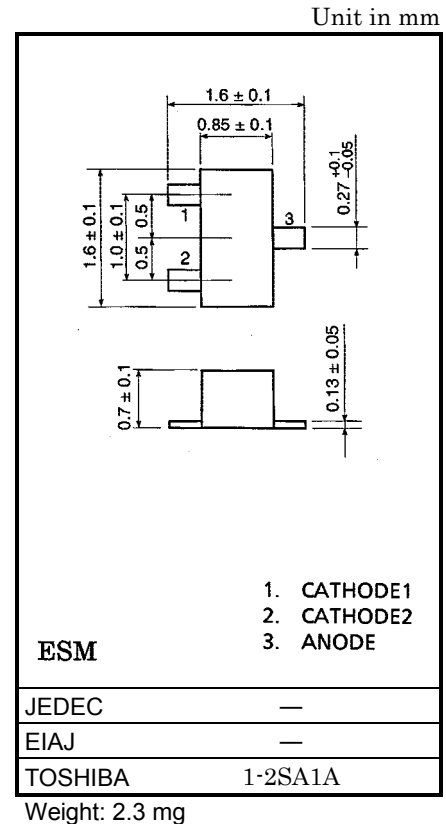 Unit in mm
1.6 ± 0.1
0.85 ± 0.1
0.27 +0.1 -0.05
1.6 ± 0.1
1.0 ± 0.1
0.5 0.5
1
2
3
0.7 ± 0.1
0.13 ± 0.05
1. CATHODE1
2. CATHODE2
3. ANODE
ESM
JEDEC —
EIAJ —
TOSHIBA 1-2SA1A
Weight: 2.3 mg